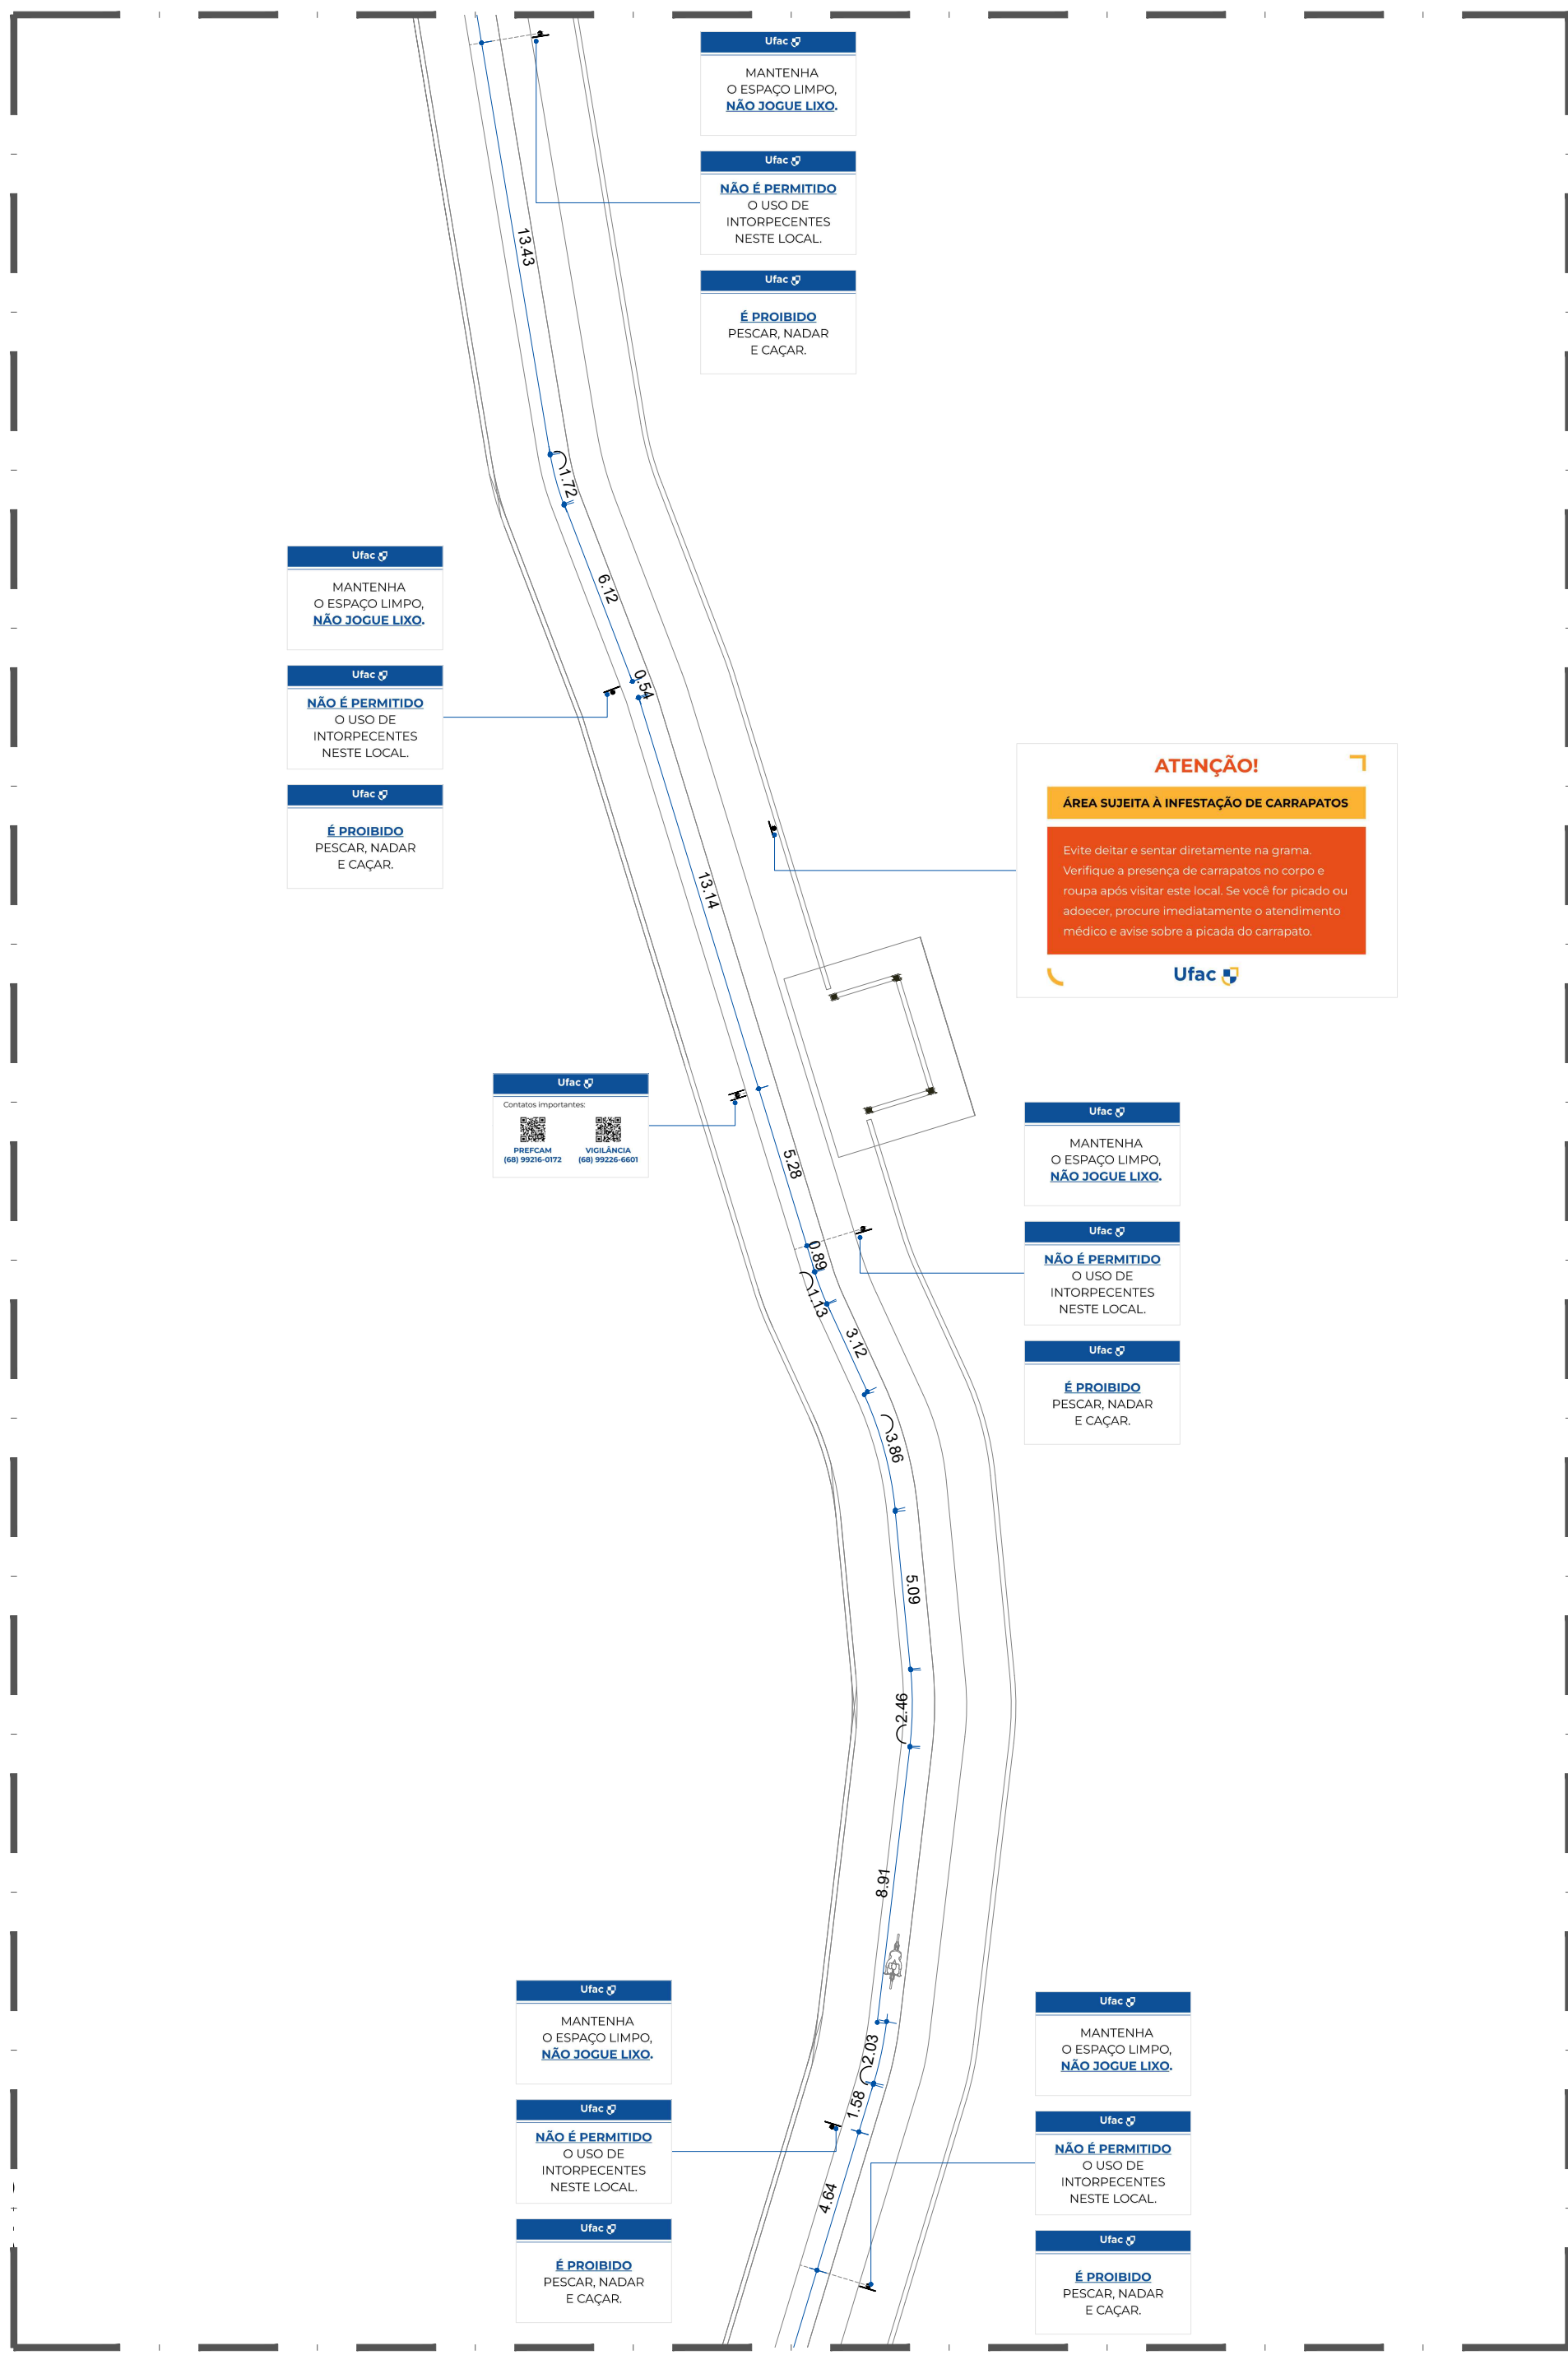 Ufac
MANTENHA
O ESPAÇO LIMPO,
NÃO JOGUE LIXO.
Ufac
NÃO É PERMITIDO
O USO DE
INTORPECENTES
NESTE LOCAL.
Ufac
É PROIBIDO
PESCAR, NADAR
E CAÇAR.
13.43
1.72
6.12
0.54
Ufac
MANTENHA
O ESPAÇO LIMPO,
NÃO JOGUE LIXO.
Ufac
NÃO É PERMITIDO
O USO DE
INTORPECENTES
NESTE LOCAL.
Ufac
É PROIBIDO
PESCAR, NADAR
E CAÇAR.
13.14
ATENÇÃO!
ÁREA SUJEITA À INFESTAÇÃO DE CARRAPATOS
Evite deitar e sentar diretamente na grama.
Verifique a presença de carrapatos no corpo e
roupa após visitar este local. Se você for picado ou
adoecer, procure imediatamente o atendimento
médico e avise sobre a picada do carrapato.
Ufac
Ufac
Contatos importantes:
PREFCAM
(68) 99216-0172
VIGILÂNCIA
(68) 99226-6601
5.28
0.89
1.13
3.12
Ufac
MANTENHA
O ESPAÇO LIMPO,
NÃO JOGUE LIXO.
Ufac
NÃO É PERMITIDO
O USO DE
INTORPECENTES
NESTE LOCAL.
Ufac
É PROIBIDO
PESCAR, NADAR
E CAÇAR.
3.86
5.09
2.46
8.91
2.03
1.58
4.64
Ufac
MANTENHA
O ESPAÇO LIMPO,
NÃO JOGUE LIXO.
Ufac
NÃO É PERMITIDO
O USO DE
INTORPECENTES
NESTE LOCAL.
Ufac
É PROIBIDO
PESCAR, NADAR
E CAÇAR.
Ufac
MANTENHA
O ESPAÇO LIMPO,
NÃO JOGUE LIXO.
Ufac
NÃO É PERMITIDO
O USO DE
INTORPECENTES
NESTE LOCAL.
Ufac
É PROIBIDO
PESCAR, NADAR
E CAÇAR.